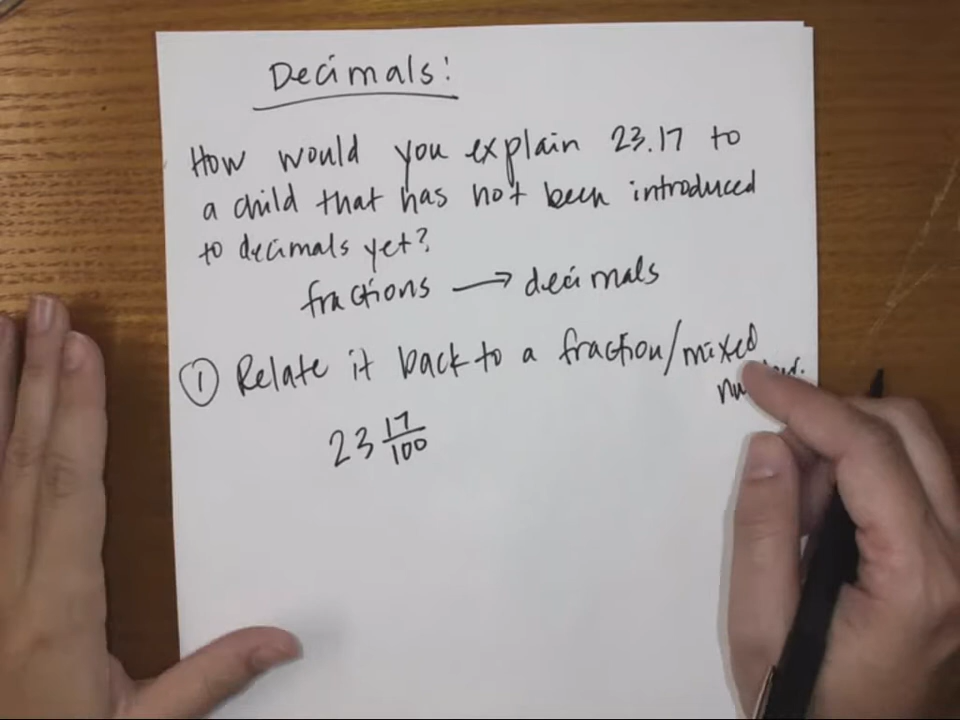 Decimals:
How would you explain 23.17 to
a child that has not been introduced
to decimals yet?
fractions → decimals
① Relate it back to a fraction/mixed
23 17/100